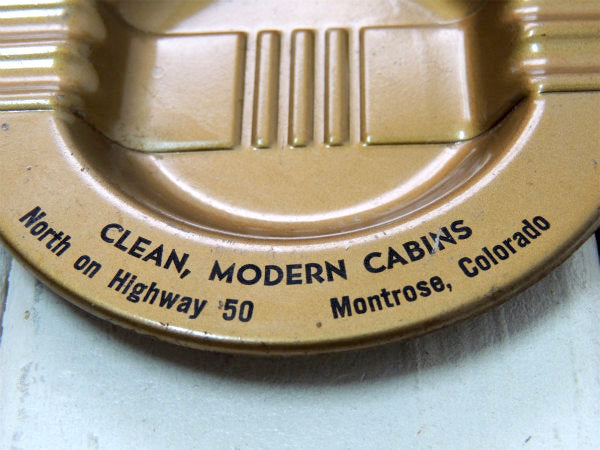 CLEAN, MODERN CABINS
North on Highway 50 Montrose, Colorado